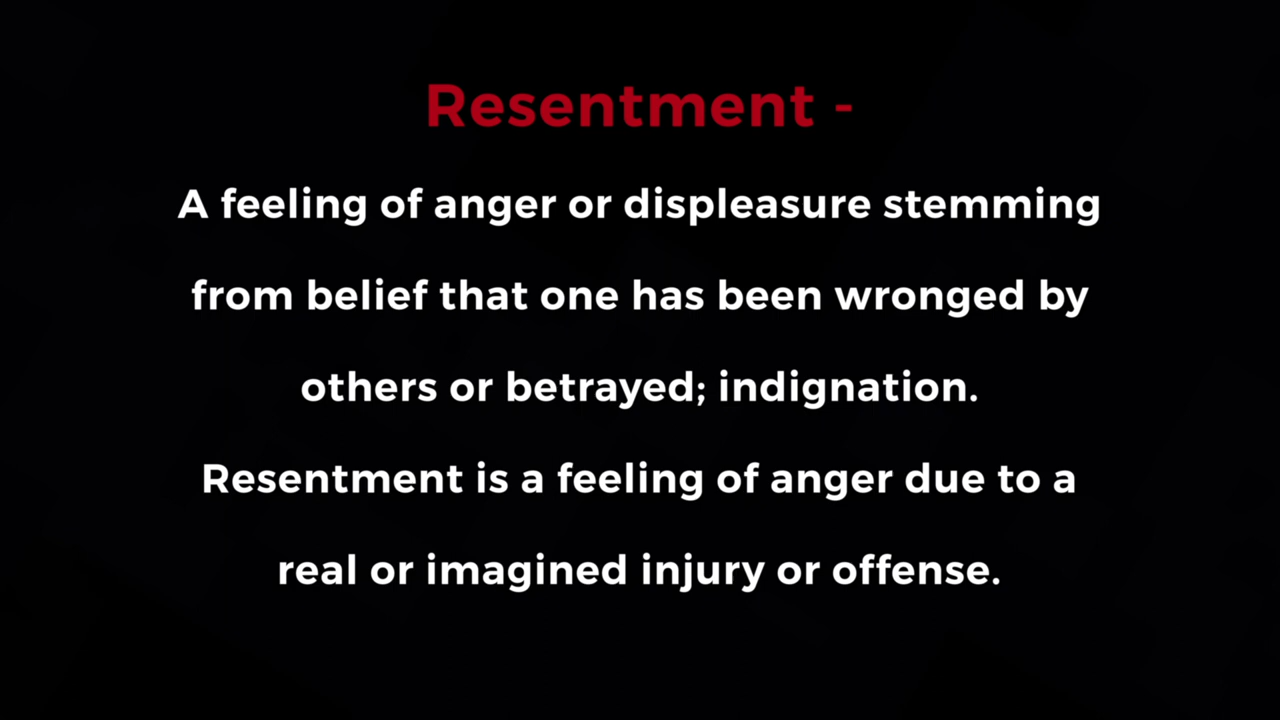 Resentment -
A feeling of anger or displeasure stemming
from belief that one has been wronged by
others or betrayed; indignation.
Resentment is a feeling of anger due to a
real or imagined injury or offense.